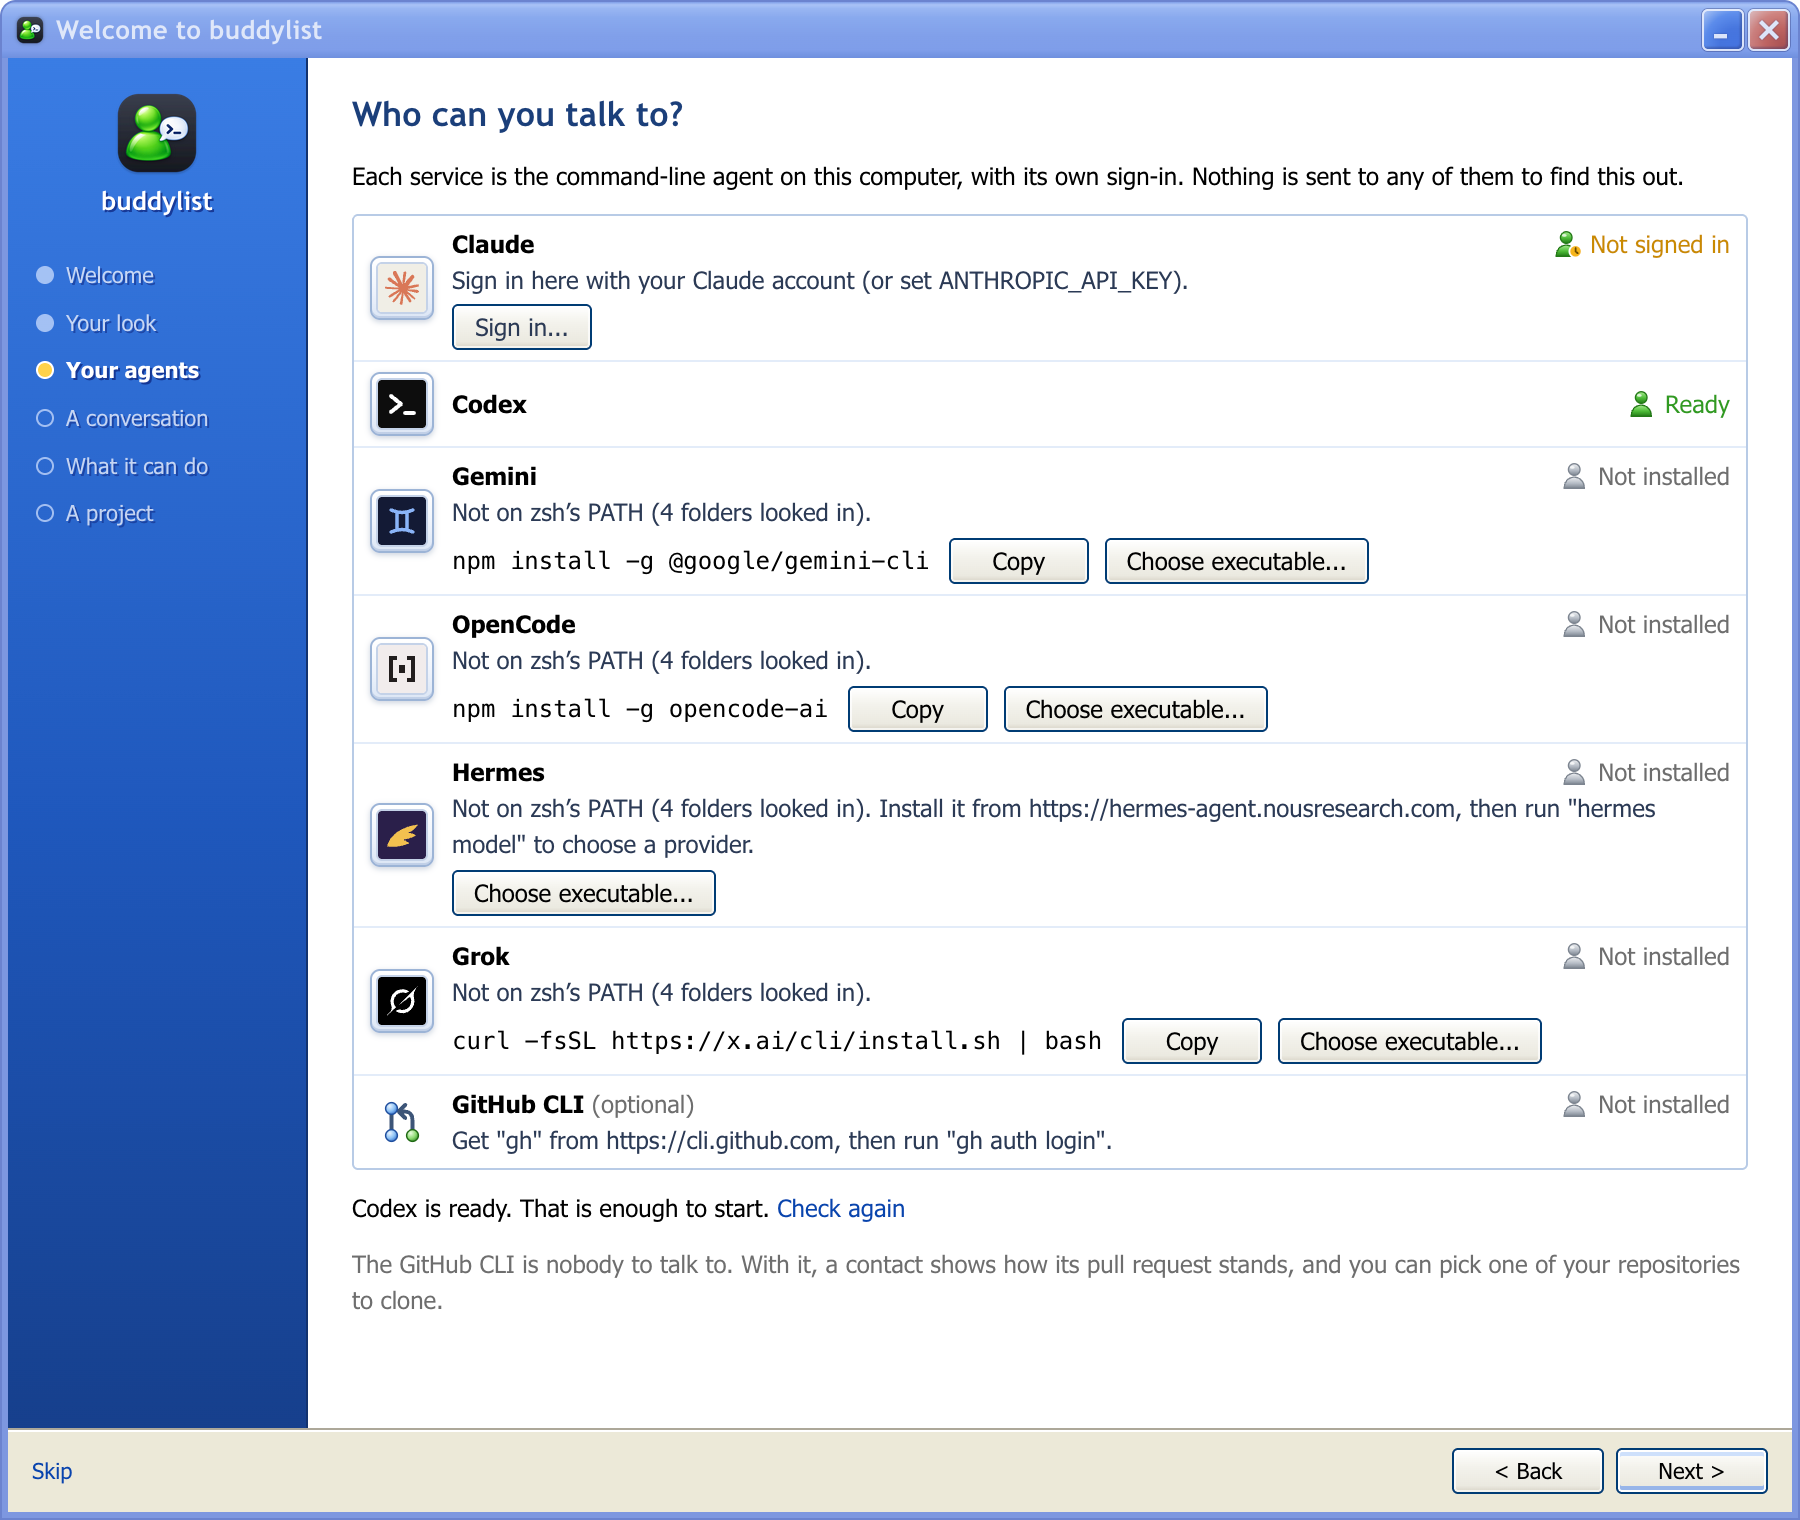 Welcome to buddylist
buddylist
Welcome
Your look
Your agents
A conversation
What it can do
A project
Who can you talk to?
Each service is the command-line agent on this computer, with its own sign-in. Nothing is sent to any of them to find this out.
Claude
Not signed in
Sign in here with your Claude account (or set ANTHROPIC_API_KEY).
Sign in...
Codex
Ready
Gemini
Not installed
Not on zsh’s PATH (4 folders looked in).
npm install -g @google/gemini-cli
Copy
Choose executable...
OpenCode
Not installed
Not on zsh’s PATH (4 folders looked in).
npm install -g opencode-ai
Copy
Choose executable...
Hermes
Not installed
Not on zsh’s PATH (4 folders looked in). Install it from https://hermes-agent.nousresearch.com, then run "hermes
model" to choose a provider.
Choose executable...
Grok
Not installed
Not on zsh’s PATH (4 folders looked in).
curl -fsSL https://x.ai/cli/install.sh | bash
Copy
Choose executable...
GitHub CLI (optional)
Not installed
Get "gh" from https://cli.github.com, then run "gh auth login".
Codex is ready. That is enough to start. Check again
The GitHub CLI is nobody to talk to. With it, a contact shows how its pull request stands, and you can pick one of your repositories
to clone.
Skip
< Back
Next >